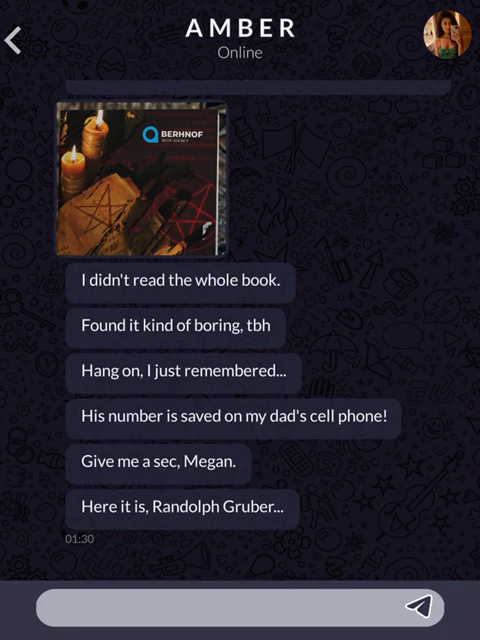 AMBER
Online
BERHNOF
BOOK AGENCY
I didn't read the whole book.
Found it kind of boring, tbh
Hang on, I just remembered...
His number is saved on my dad's cell phone!
Give me a sec, Megan.
Here it is, Randolph Gruber...
01:30